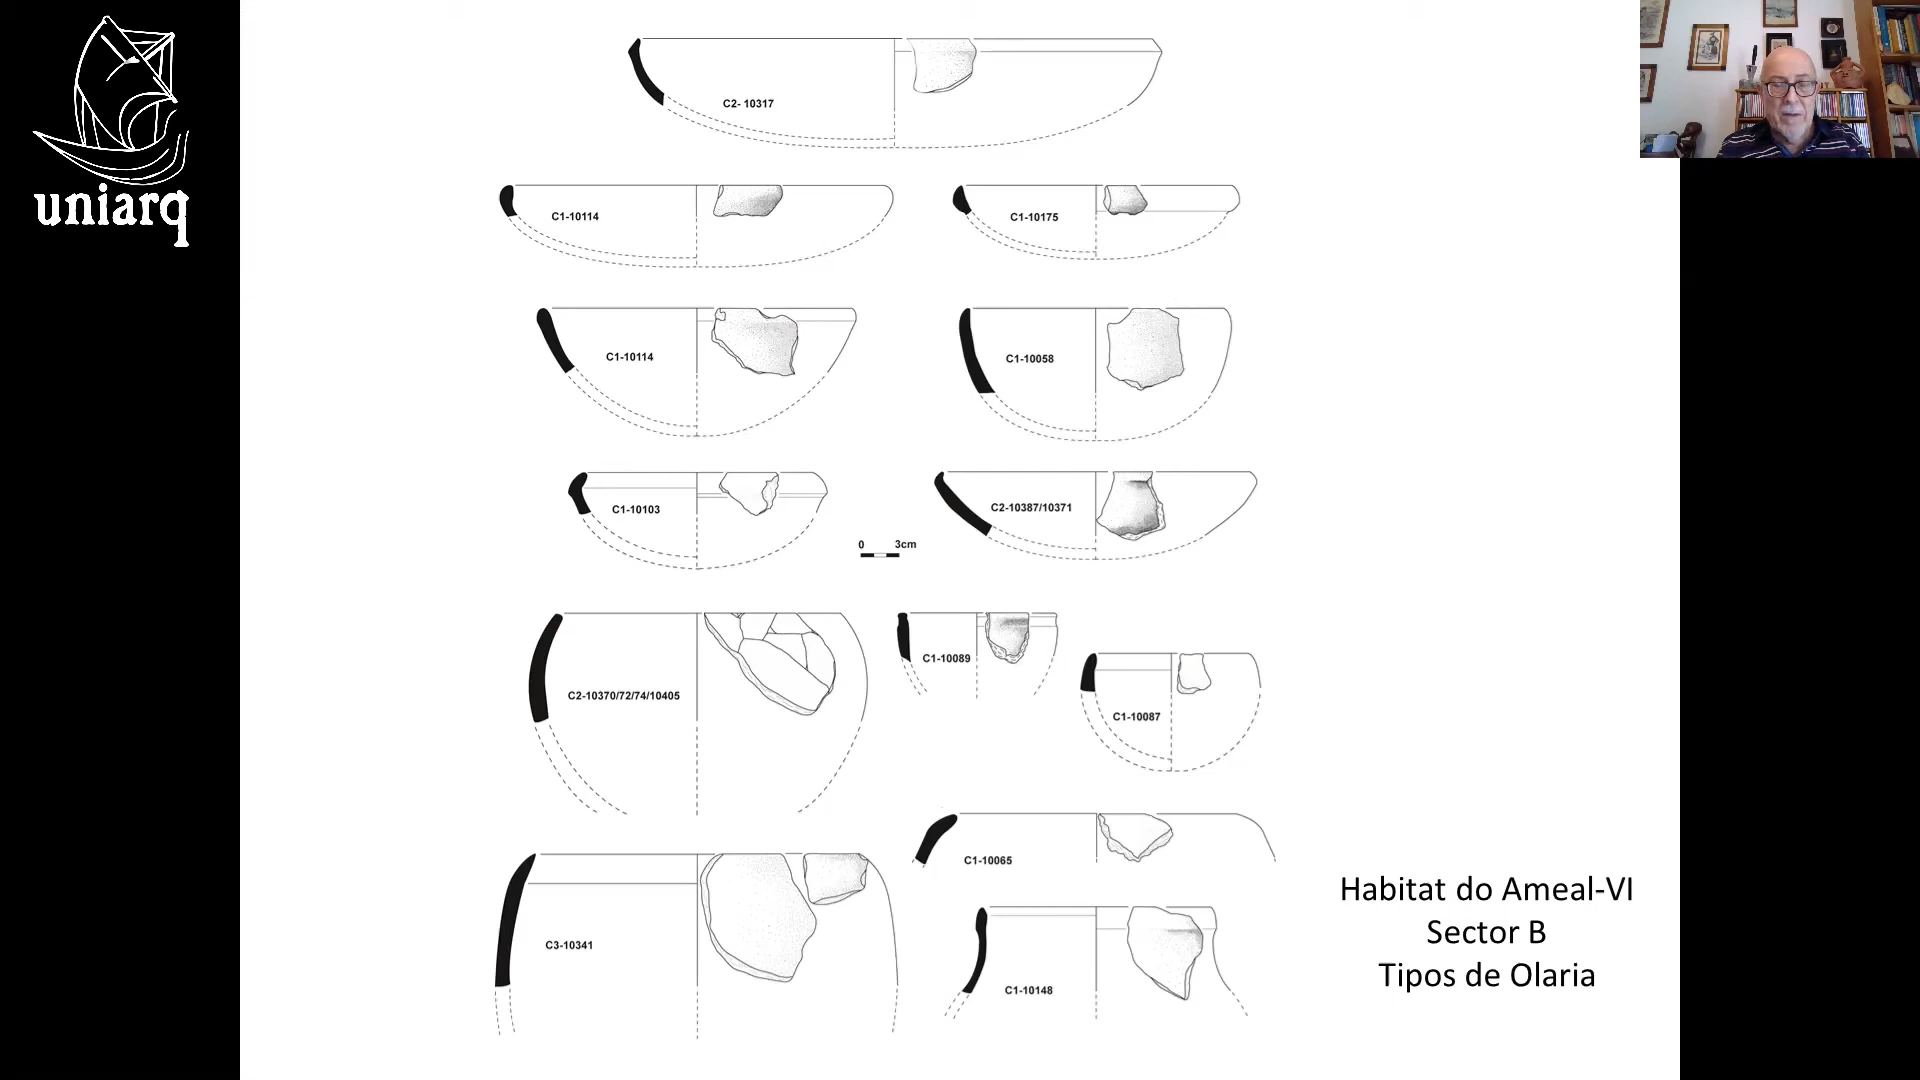 uniarq
C2- 10317
C1-10114
C1-10175
C1-10114
C1-10058
C1-10103
C2-10387/10371
0 3cm
C2-10370/72/74/10405
C1-10089
C1-10087
C1-10065
C3-10341
C1-10148
Habitat do Ameal-VI
Sector B
Tipos de Olaria